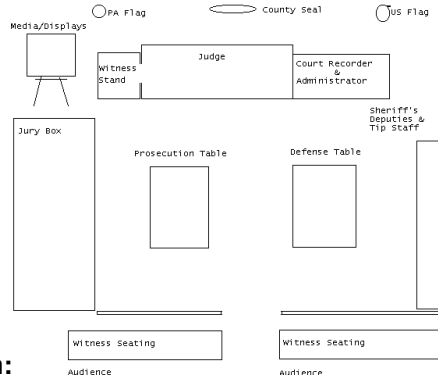 PA Flag
County Seal
US Flag
Media/Displays
Judge
Witness
Stand
Court Recorder
&
Administrator
Sheriff's
Deputies &
Tip Staff
Jury Box
Prosecution Table
Defense Table
Witness Seating
Witness Seating
Audience
Audience